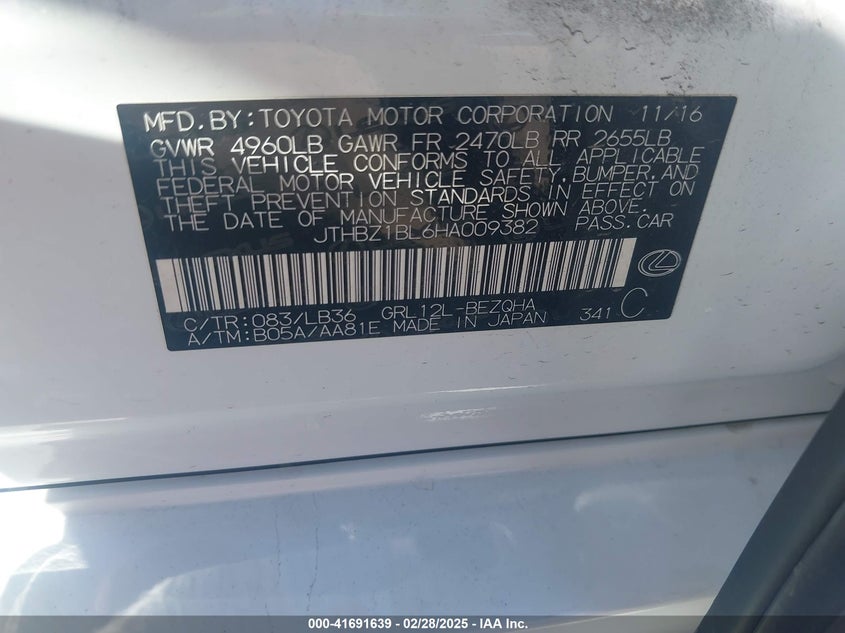 MFD. BY: TOYOTA MOTOR CORPORATION 11/16
GVWR 4960LB GAWR FR 2470LB RR 2655LB
THIS VEHICLE CONFORMS TO ALL APPLICABLE
FEDERAL MOTOR VEHICLE SAFETY, BUMPER, AND
THEFT PREVENTION STANDARDS IN EFFECT ON
THE DATE OF MANUFACTURE SHOWN ABOVE.
JTHBZ1BL6HA009382 PASS. CAR
C/TR: 083/LB36 GRL12L-BEZQHA
A/TM: B05A/AA81E MADE IN JAPAN 341 C
000-41691639 / 02/28/2025 / IAA Inc.